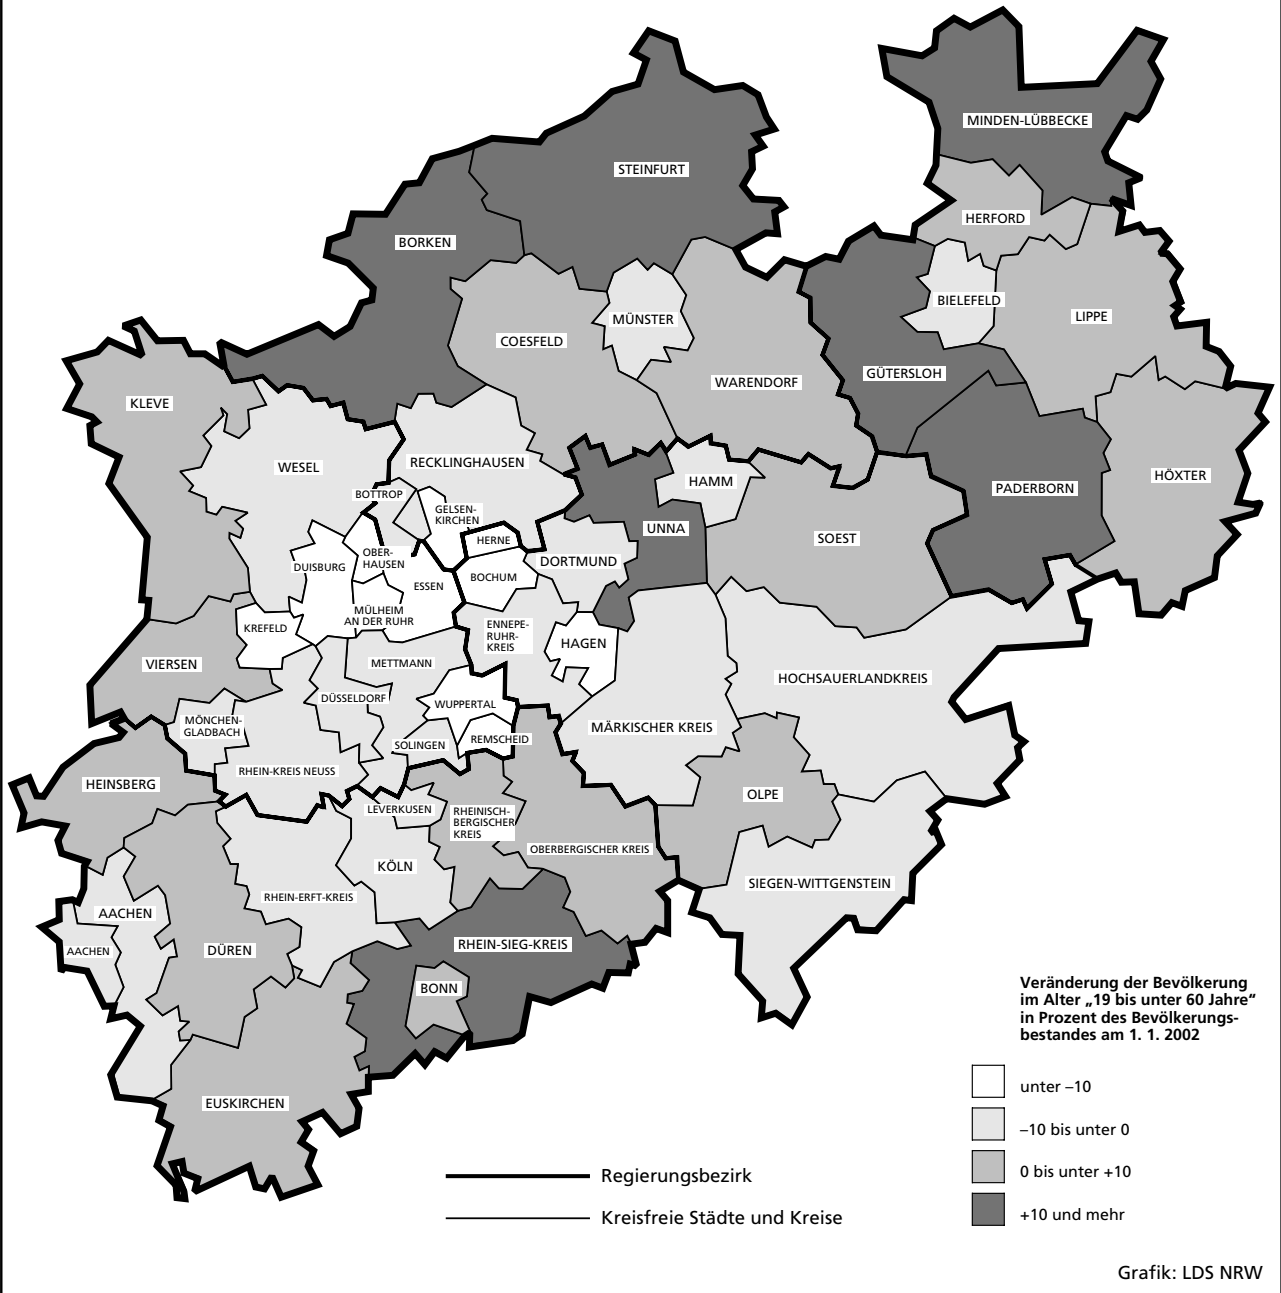 MINDEN-LÜBBECKE
STEINFURT
HERFORD
BORKEN
BIELEFELD
LIPPE
MÜNSTER
COESFELD
GÜTERSLOH
WARENDORF
KLEVE
WESEL
RECKLINGHAUSEN
HÖXTER
HAMM
PADERBORN
BOTTROP
GELSEN-
KIRCHEN
UNNA
SOEST
HERNE
OBER-
HAUSEN
DORTMUND
DUISBURG
BOCHUM
ESSEN
MÜLHEIM
AN DER RUHR
KREFELD
ENNEPE-
RUHR-
KREIS
HAGEN
VIERSEN
METTMANN
HOCHSAUERLANDKREIS
DÜSSELDORF
WUPPERTAL
MÖNCHEN-
GLADBACH
MÄRKISCHER KREIS
REMSCHEID
SOLINGEN
RHEIN-KREIS NEUSS
HEINSBERG
OLPE
LEVERKUSEN
RHEINISCH-
BERGISCHER
KREIS
OBERBERGISCHER KREIS
KÖLN
SIEGEN-WITTGENSTEIN
RHEIN-ERFT-KREIS
AACHEN
RHEIN-SIEG-KREIS
AACHEN
DÜREN
BONN
EUSKIRCHEN
Veränderung der Bevölkerung
im Alter „19 bis unter 60 Jahre“
in Prozent des Bevölkerungs-
bestandes am 1. 1. 2002
unter –10
–10 bis unter 0
0 bis unter +10
+10 und mehr
Regierungsbezirk
Kreisfreie Städte und Kreise
Grafik: LDS NRW